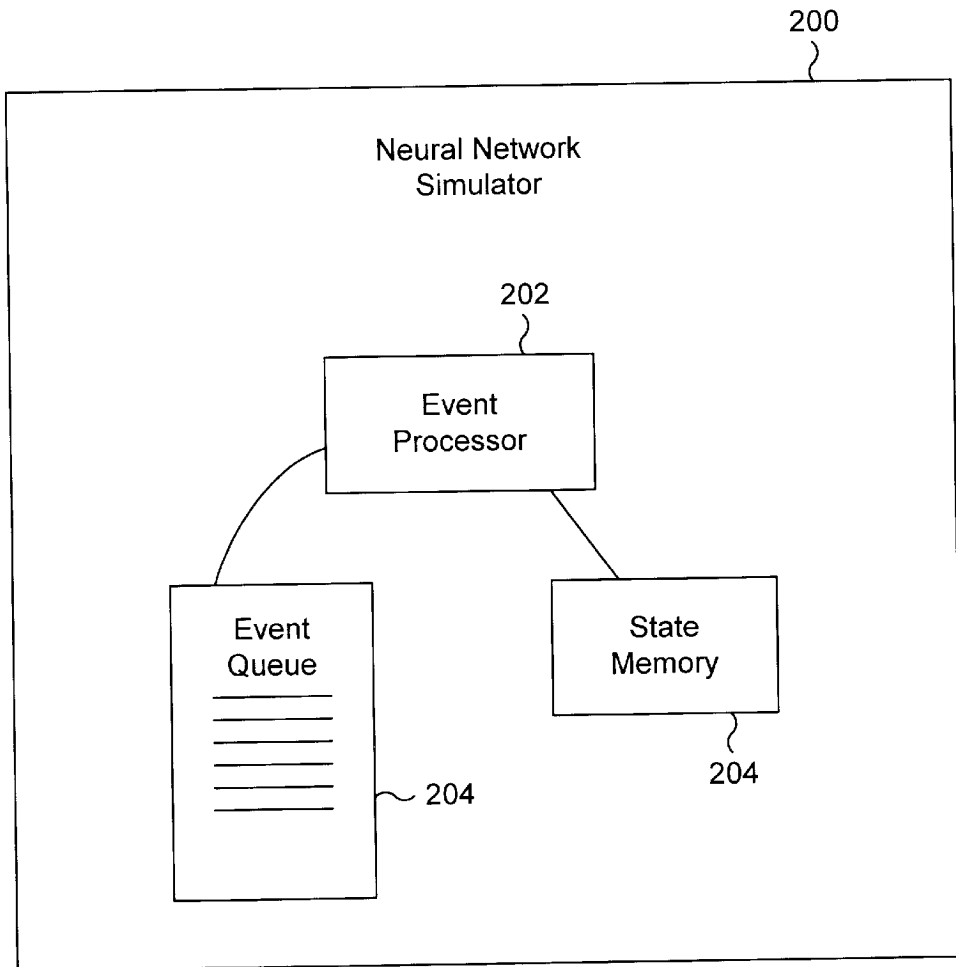 200
Neural Network
Simulator
202
Event
Processor
Event
Queue
204
State
Memory
204